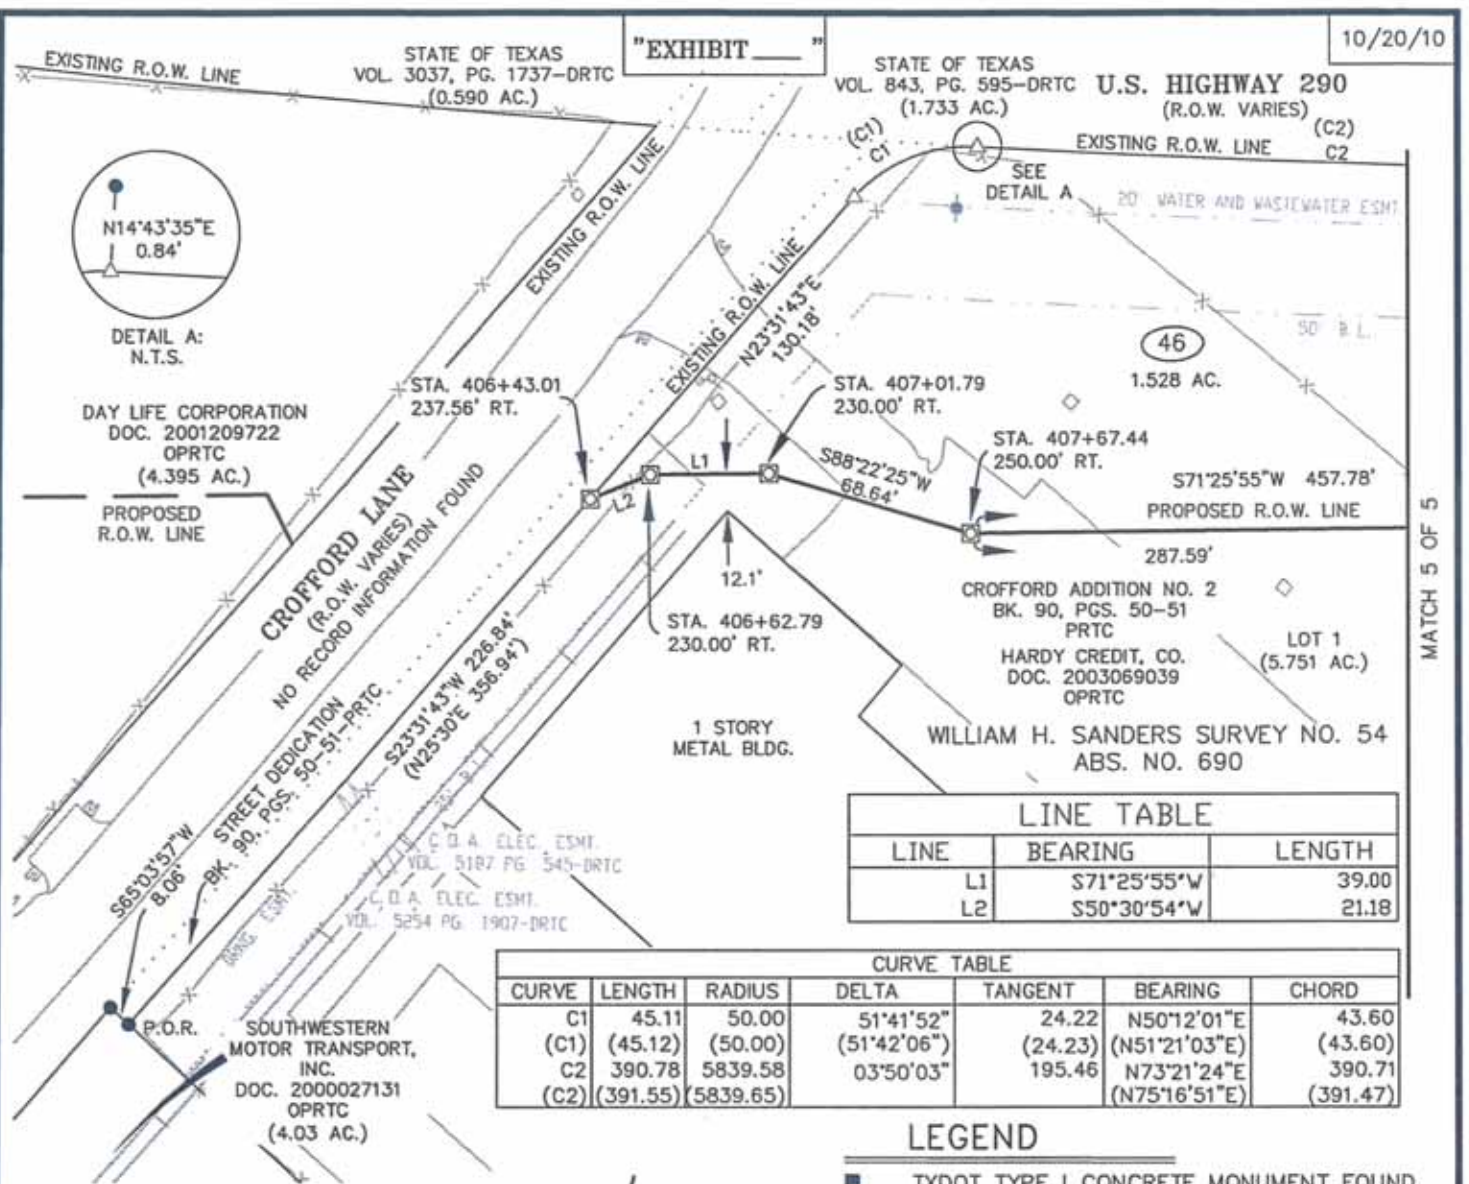 "EXHIBIT____ "
10/20/10
EXISTING R.O.W. LINE
STATE OF TEXAS
VOL. 3037, PG. 1737-DRTC
(0.590 AC.)
STATE OF TEXAS
VOL. 843, PG. 595-DRTC
(1.733 AC.)
U.S. HIGHWAY 290
(R.O.W. VARIES)
(C1)
C1
EXISTING R.O.W. LINE
(C2)
C2
SEE
DETAIL A
20' WATER AND WASTEWATER ESMT
N14°43'35"E
0.84'
DETAIL A:
N.T.S.
EXISTING R.O.W. LINE
EXISTING R.O.W. LINE
N23°31'43"E
130.18'
50' B.L.
46
1.528 AC.
STA. 406+43.01
237.56' RT.
STA. 407+01.79
230.00' RT.
DAY LIFE CORPORATION
DOC. 2001209722
OPRTC
(4.395 AC.)
PROPOSED
R.O.W. LINE
STA. 407+67.44
250.00' RT.
L1
L2
S88°22'25"W
68.64'
S71°25'55"W 457.78'
PROPOSED R.O.W. LINE
287.59'
CROFFORD LANE
(R.O.W. VARIES)
NO RECORD INFORMATION FOUND
12.1'
STA. 406+62.79
230.00' RT.
CROFFORD ADDITION NO. 2
BK. 90, PGS. 50-51
PRTC
HARDY CREDIT, CO.
DOC. 2003069039
OPRTC
LOT 1
(5.751 AC.)
MATCH 5 OF 5
S23°31'43"W 226.84'
(N25°30'E 356.94')
STREET DEDICATION
BK. 90, PGS. 50-51-PRTC
1 STORY
METAL BLDG.
WILLIAM H. SANDERS SURVEY NO. 54
ABS. NO. 690
S65°03'57"W
8.06'
DRNG. ESMT.
C.O.A. ELEC. ESMT.
VOL. 5187 PG. 545-DRTC
C.O.A. ELEC. ESMT.
VOL. 5254 PG. 1907-DRTC
LINE TABLE
LINE BEARING LENGTH
L1 S71°25'55"W 39.00
L2 S50°30'54"W 21.18
CURVE TABLE
CURVE LENGTH RADIUS DELTA TANGENT BEARING CHORD
C1 45.11 50.00 51°41'52" 24.22 N50°12'01"E 43.60
(C1) (45.12) (50.00) (51°42'06") (24.23) (N51°21'03"E) (43.60)
C2 390.78 5839.58 03°50'03" 195.46 N73°21'24"E 390.71
(C2) (391.55) (5839.65) (N75°16'51"E) (391.47)
P.O.R.
SOUTHWESTERN
MOTOR TRANSPORT,
INC.
DOC. 2000027131
OPRTC
(4.03 AC.)
LEGEND
TXDOT TYPE I CONCRETE MONUMENT FOUND